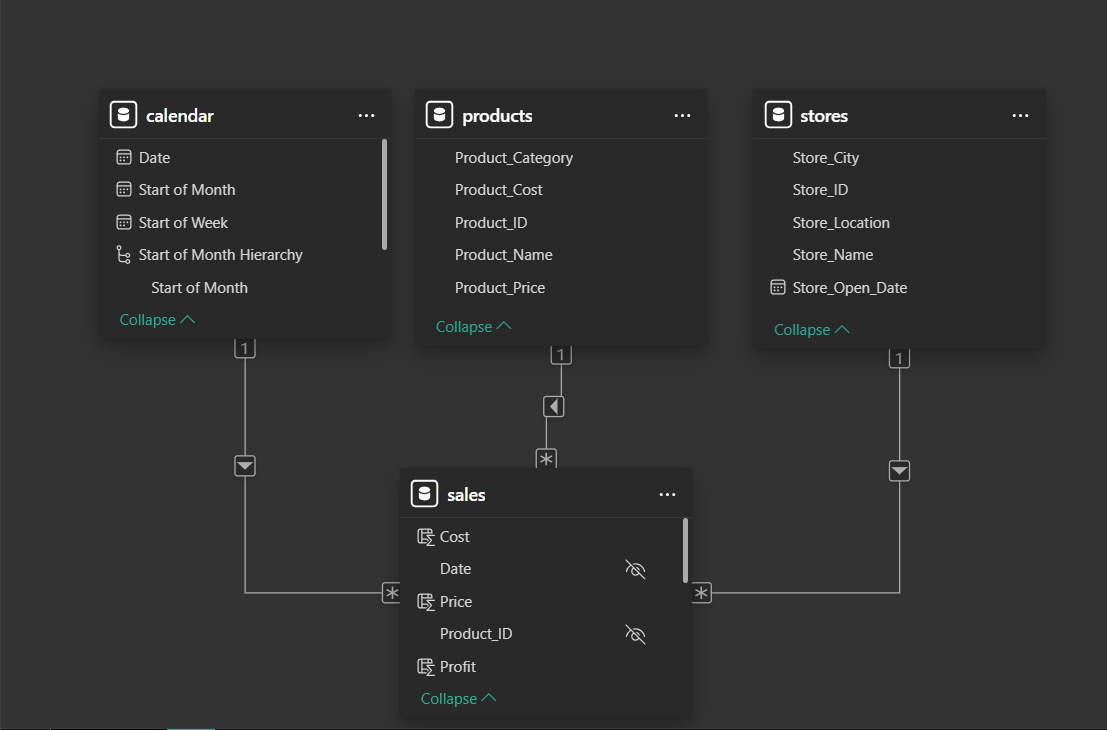 calendar
Date
Start of Month
Start of Week
Start of Month Hierarchy
Start of Month
Collapse
1
products
Product_Category
Product_Cost
Product_ID
Product_Name
Product_Price
Collapse
1
stores
Store_City
Store_ID
Store_Location
Store_Name
Store_Open_Date
Collapse
1
*
sales
Cost
Date
Price
Product_ID
Profit
Collapse
*
*